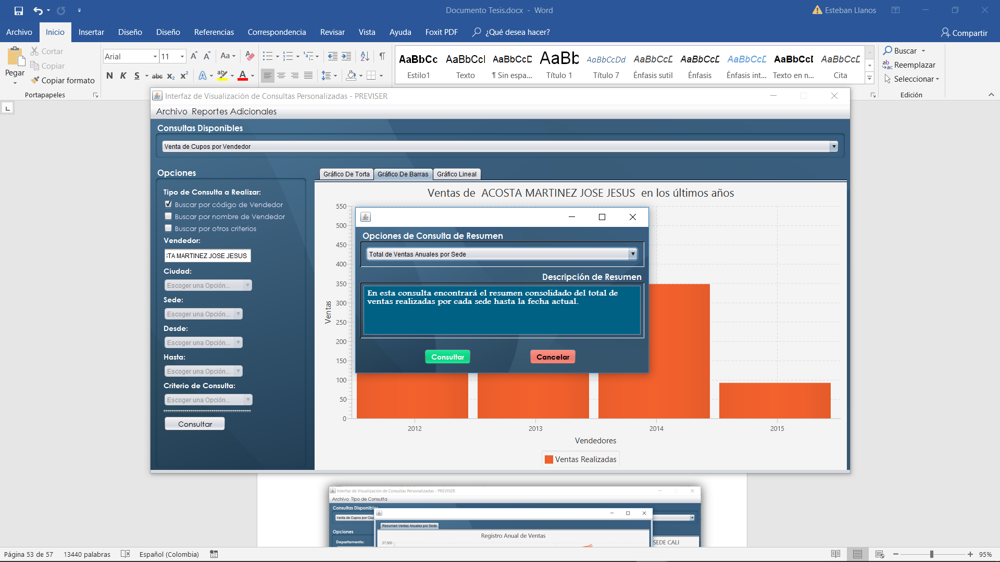 Documento Tesis.docx - Word
Esteban Llanos
Archivo Inicio Insertar Diseño Diseño Referencias Correspondencia Revisar Vista Ayuda Foxit PDF ¿Qué desea hacer? Compartir
Pegar
Cortar
Copiar
Copiar formato
Portapapeles
Arial 11
Aa
N K S abc x₂ x²
AaBbCc AaBbCcI AaBbCcD AaBb AaBbCcDd AaBbCcD AaBbCcD AaBbCcD AaBbCcI AaBbCcD
Estilo1 Texto ¶ Sin espa... Título 1 Título 7 Énfasis sutil Énfasis Énfasis int... Texto en n... Cita
Buscar
Reemplazar
Seleccionar
Edición
Interfaz de Visualización de Consultas Personalizadas - PREVISER
Archivo Reportes Adicionales
Consultas Disponibles
Venta de Cupos por Vendedor
Opciones
Tipo de Consulta a Realizar:
Buscar por código de Vendedor
Buscar por nombre de Vendedor
Buscar por otros criterios
Vendedor:
TA MARTINEZ JOSE JESUS
Ciudad:
Escoger una Opción...
Sede:
Escoger una Opción...
Desde:
Escoger una Opción...
Hasta:
Escoger una Opción...
Criterio de Consulta:
Escoger una Opción...
Consultar
Gráfico De Torta Gráfico De Barras Gráfico Lineal
Ventas de ACOSTA MARTINEZ JOSE JESUS en los últimos años
550
500
450
400
350
300
250
200
150
100
50
0
Ventas
2012 2013 2014 2015
Vendedores
Ventas Realizadas
Opciones de Consulta de Resumen
Total de Ventas Anuales por Sede
Descripción de Resumen
En esta consulta encontrará el resumen consolidado del total de
ventas realizadas por cada sede hasta la fecha actual.
Consultar Cancelar
Interfaz de Visualización de Consultas Personalizadas - PREVISER
Archivo Tipo de Consulta
Consultas Disponible
Venta de Cupos por Ciu
Opciones
Departamento:
Resumen Ventas Anuales por Sede
Registro Anual de Ventas
37.500
SEDE CALI
Página 53 de 57 13440 palabras Español (Colombia) 95%